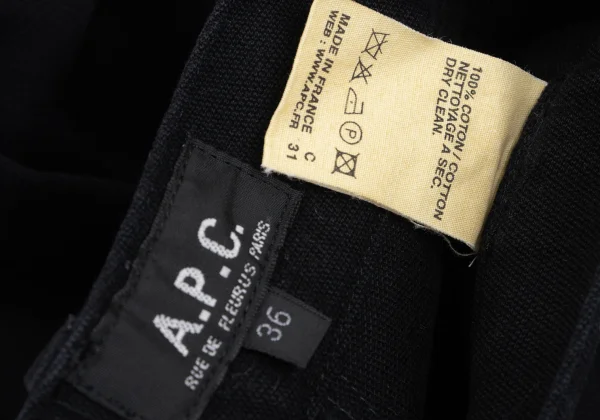 100% COTON/COTTON
NETTOYAGE A SEC.
DRY CLEAN.
P
MADE IN FRANCE C
WEB : WWW.APC.FR 31
A.P.C.
RUE DE FLEURUS PARIS
36